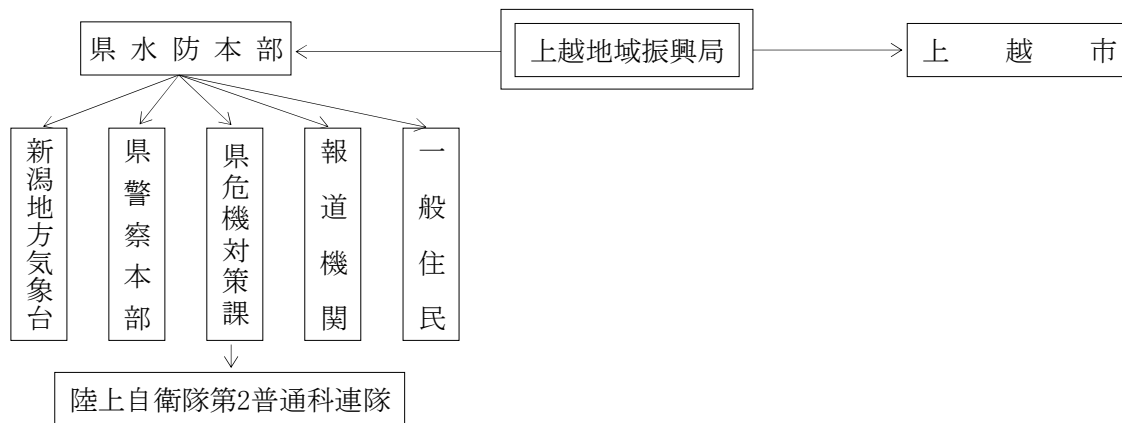 県水防本部
上越地域振興局
上越市
新潟地方気象台
県警察本部
県危機対策課
報道機関
一般住民
陸上自衛隊第2普通科連隊